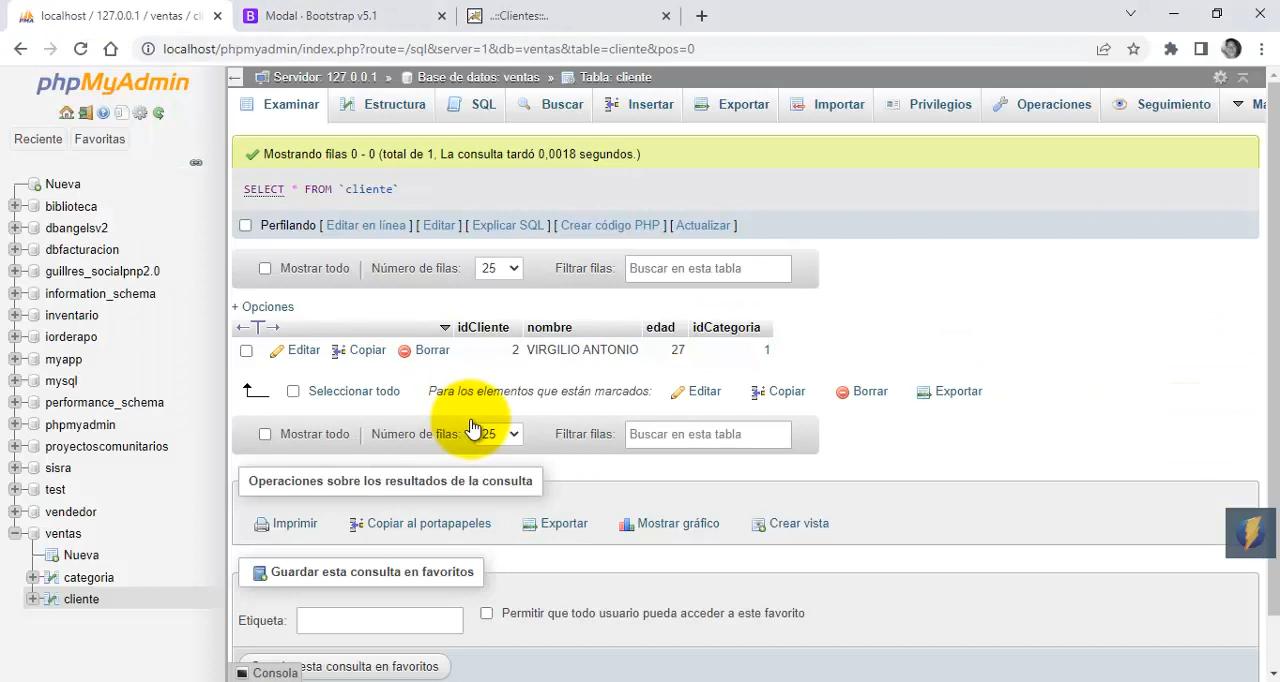 localhost / 127.0.0.1 / ventas / cl
Modal · Bootstrap v5.1
..::Clientes::..
localhost/phpmyadmin/index.php?route=/sql&server=1&db=ventas&table=cliente&pos=0
phpMyAdmin
Reciente
Favoritas
Nueva
biblioteca
dbangelsv2
dbfacturacion
guillres_socialpnp2.0
information_schema
inventario
iorderapo
myapp
mysql
performance_schema
phpmyadmin
proyectoscomunitarios
sisra
test
vendedor
ventas
Nueva
categoria
cliente
Servidor: 127.0.0.1 » Base de datos: ventas » Tabla: cliente
Examinar Estructura SQL Buscar Insertar Exportar Importar Privilegios Operaciones Seguimiento Ma
Mostrando filas 0 - 0 (total de 1, La consulta tardó 0,0018 segundos.)
SELECT * FROM `cliente`
Perfilando [ Editar en línea ] [ Editar ] [ Explicar SQL ] [ Crear código PHP ] [ Actualizar ]
Mostrar todo Número de filas: 25 Filtrar filas: Buscar en esta tabla
+ Opciones
←T→ idCliente nombre edad idCategoria
Editar Copiar Borrar 2 VIRGILIO ANTONIO 27 1
Seleccionar todo Para los elementos que están marcados: Editar Copiar Borrar Exportar
Mostrar todo Número de filas: 25 Filtrar filas: Buscar en esta tabla
Operaciones sobre los resultados de la consulta
Imprimir Copiar al portapapeles Exportar Mostrar gráfico Crear vista
Guardar esta consulta en favoritos
Etiqueta: Permitir que todo usuario pueda acceder a este favorito
esta consulta en favoritos
Consola